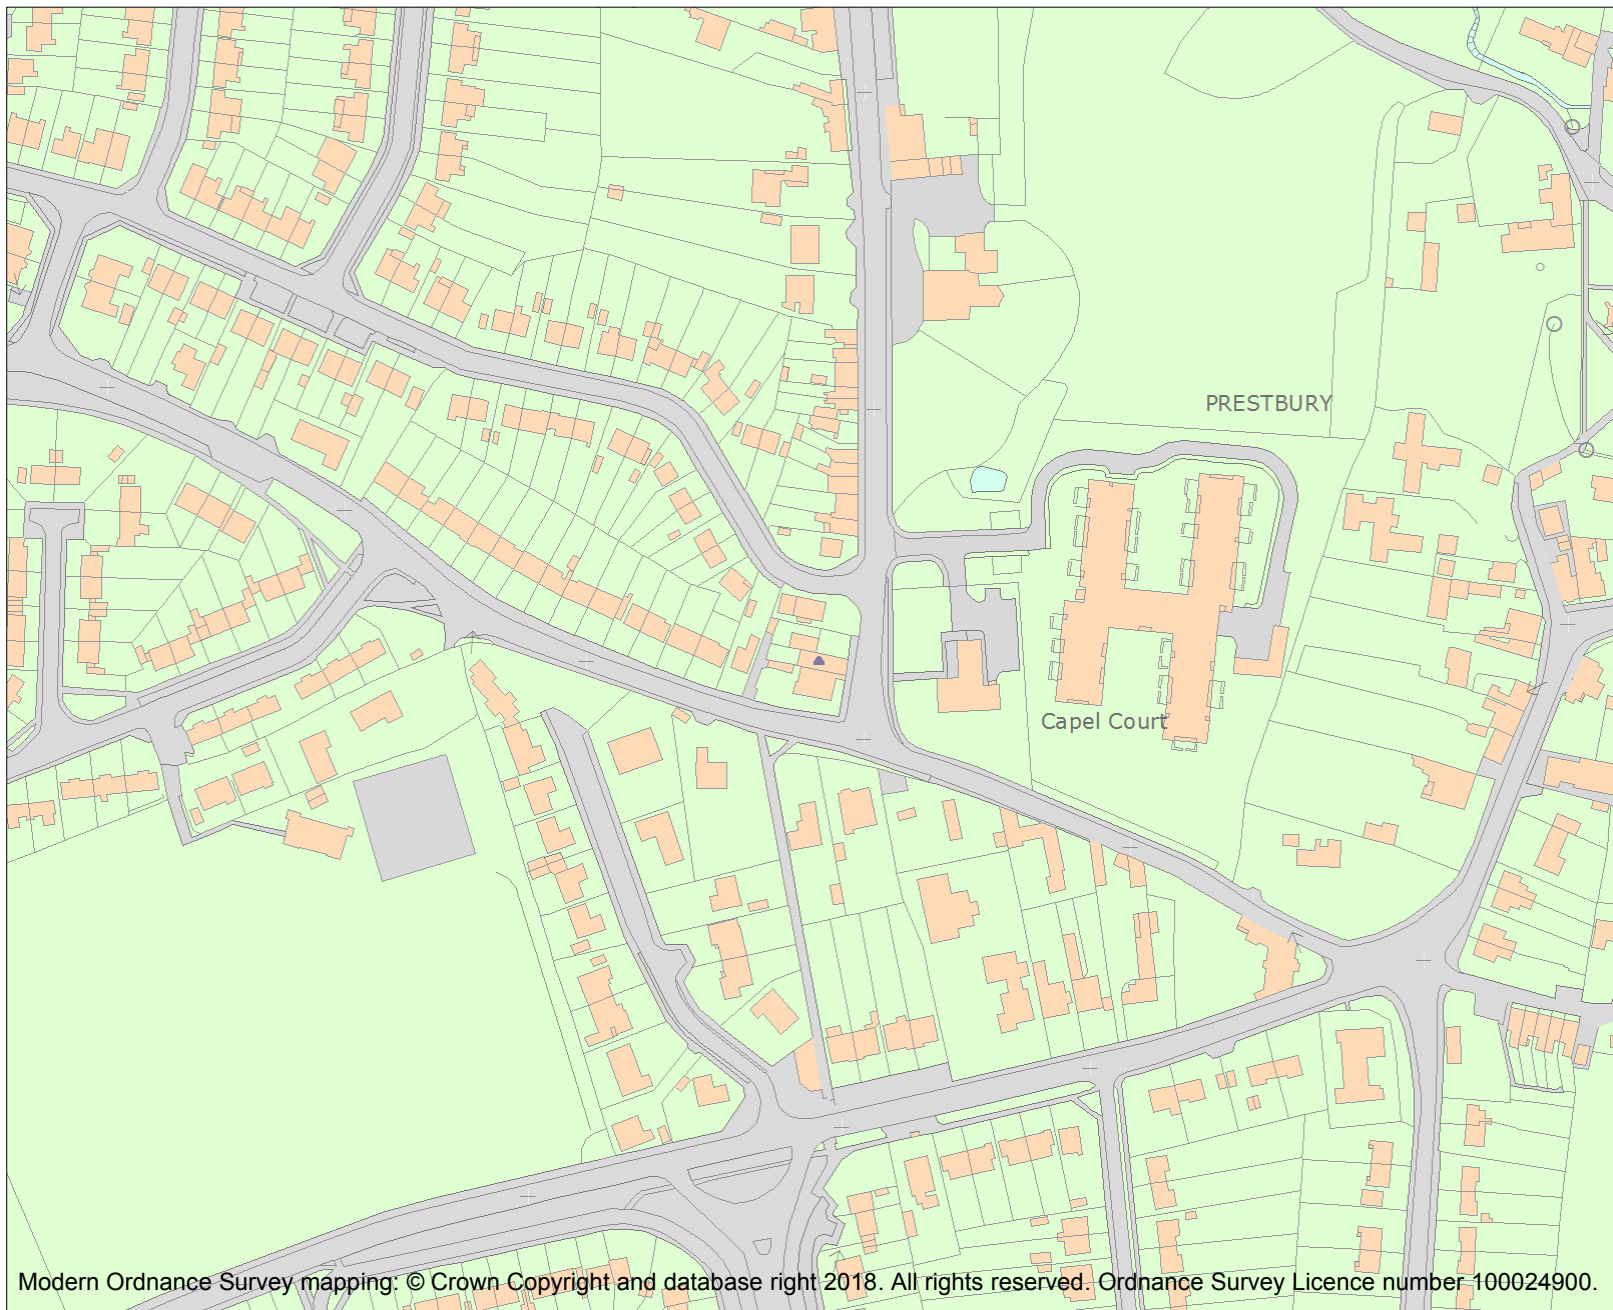 PRESTBURY
Capel Court
Modern Ordnance Survey mapping: © Crown Copyright and database right 2018. All rights reserved. Ordnance Survey Licence number 100024900.